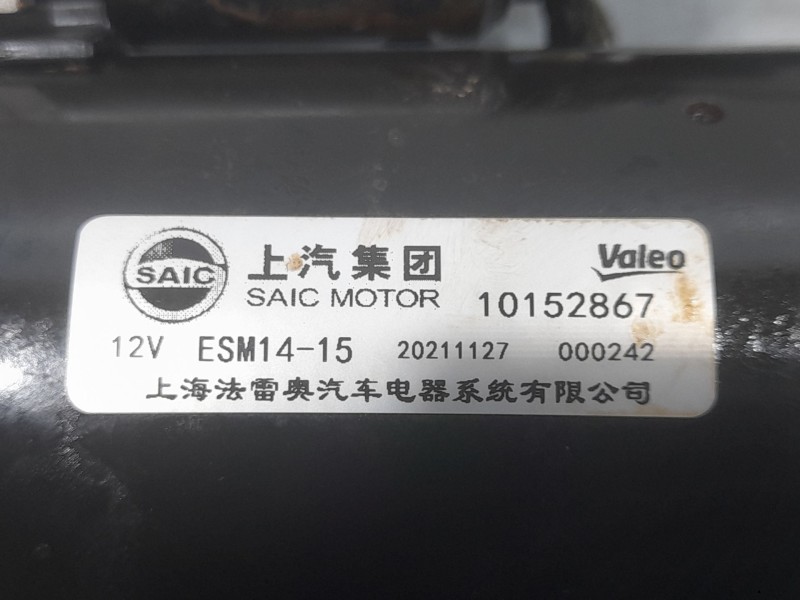 SAIC 上汽集团 Valeo
SAIC MOTOR 10152867
12V ESM14-15 20211127 000242
上海法雷奥汽车电器系统有限公司